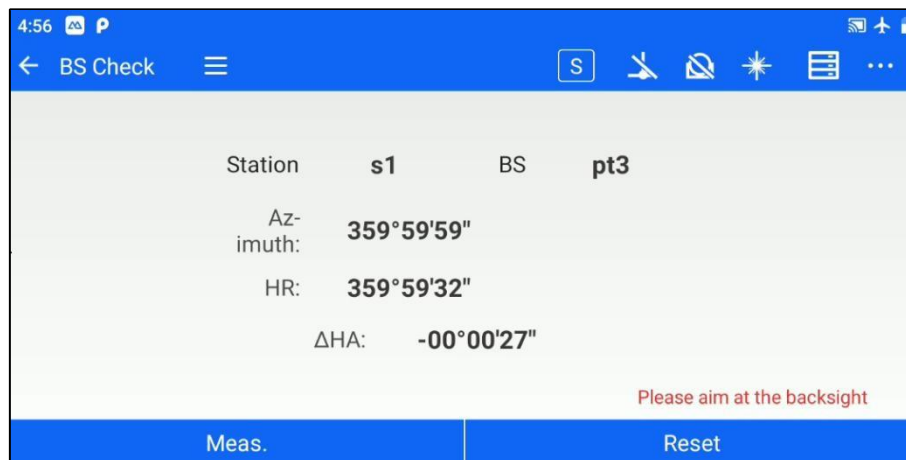 4:56
BS Check
S
Station s1 BS pt3
Az-
imuth: 359°59'59"
HR: 359°59'32"
ΔHA: -00°00'27"
Please aim at the backsight
Meas. Reset